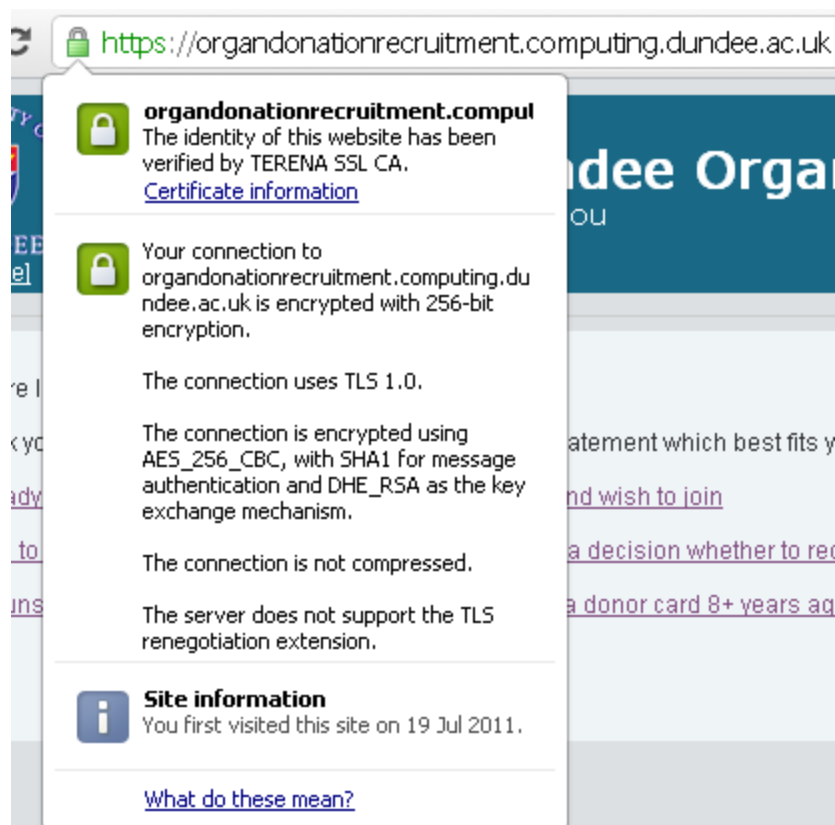 https://organdonationrecruitment.computing.dundee.ac.uk
organdonationrecruitment.comput
The identity of this website has been
verified by TERENA SSL CA.
Certificate information
ndee Orga
ou
Your connection to
organdonationrecruitment.computing.du
ndee.ac.uk is encrypted with 256-bit
encryption.
The connection uses TLS 1.0.
The connection is encrypted using
AES_256_CBC, with SHA1 for message
authentication and DHE_RSA as the key
exchange mechanism.
The connection is not compressed.
The server does not support the TLS
renegotiation extension.
atement which best fits y
nd wish to join
a decision whether to rec
a donor card 8+ years ag
Site information
You first visited this site on 19 Jul 2011.
What do these mean?